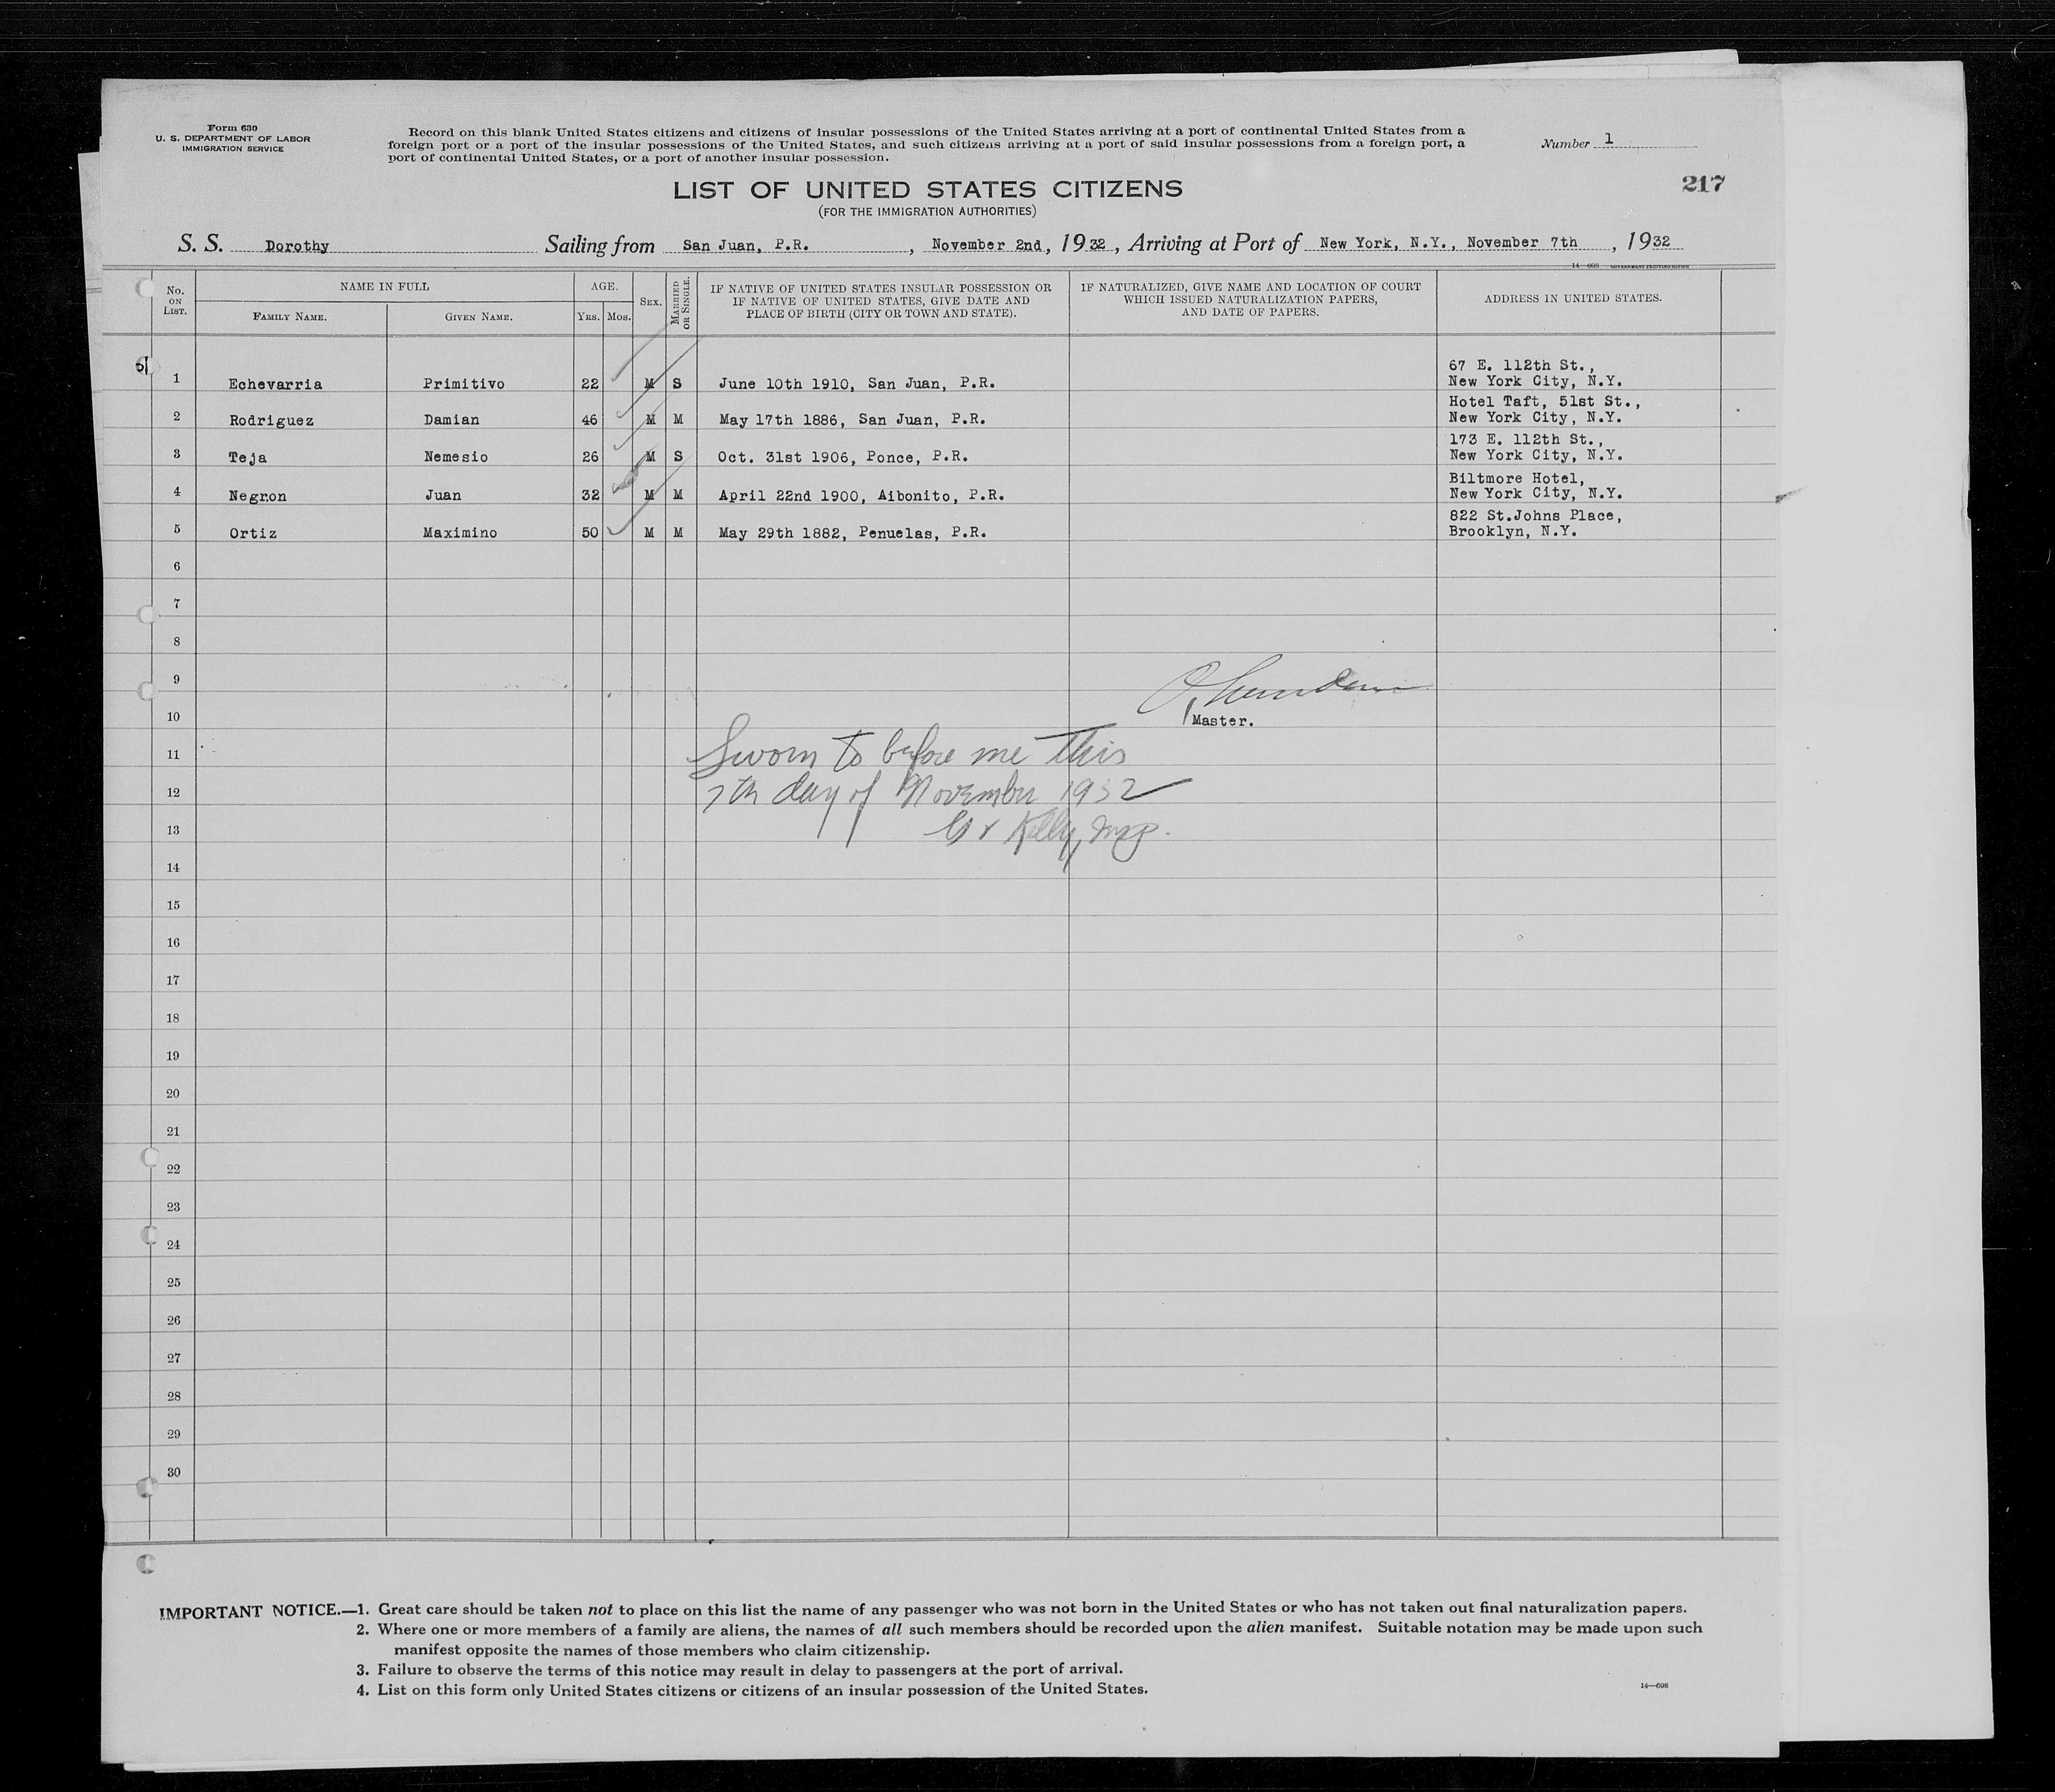 Form 630
U. S. DEPARTMENT OF LABOR
IMMIGRATION SERVICE
Record on this blank United States citizens and citizens of insular possessions of the United States arriving at a port of continental United States from a
foreign port or a port of the insular possessions of the United States, and such citizens arriving at a port of said insular possessions from a foreign port, a
port of continental United States, or a port of another insular possession.
Number 1
217
LIST OF UNITED STATES CITIZENS
(FOR THE IMMIGRATION AUTHORITIES)
S. S. Dorothy Sailing from San Juan, P.R., November 2nd, 1932, Arriving at Port of New York, N.Y., November 7th, 1932
14—608 GOVERNMENT PRINTING OFFICE
No. ON LIST.
NAME IN FULL
FAMILY NAME.
GIVEN NAME.
AGE.
YRS.
MOS.
SEX.
MARRIED OR SINGLE.
IF NATIVE OF UNITED STATES INSULAR POSSESSION OR
IF NATIVE OF UNITED STATES, GIVE DATE AND
PLACE OF BIRTH (CITY OR TOWN AND STATE).
IF NATURALIZED, GIVE NAME AND LOCATION OF COURT
WHICH ISSUED NATURALIZATION PAPERS,
AND DATE OF PAPERS.
ADDRESS IN UNITED STATES.
67 E. 112th St.,
1 Echevarria Primitivo 22 M S June 10th 1910, San Juan, P.R. New York City, N.Y.
Hotel Taft, 51st St.,
2 Rodriguez Damian 46 M M May 17th 1886, San Juan, P.R. New York City, N.Y.
173 E. 112th St.,
3 Teja Nemesio 26 M S Oct. 31st 1906, Ponce, P.R. New York City, N.Y.
Biltmore Hotel,
4 Negron Juan 32 M M April 22nd 1900, Aibonito, P.R. New York City, N.Y.
822 St.Johns Place,
5 Ortiz Maximino 50 M M May 29th 1882, Penuelas, P.R. Brooklyn, N.Y.
6
7
8
9
10 Master.
11 Sworn to before me this
12 7th day of November 1932
13 Kelly, Insp.
14
15
16
17
18
19
20
21
22
23
24
25
26
27
28
29
30
IMPORTANT NOTICE.—1. Great care should be taken not to place on this list the name of any passenger who was not born in the United States or who has not taken out final naturalization papers.
2. Where one or more members of a family are aliens, the names of all such members should be recorded upon the alien manifest. Suitable notation may be made upon such
manifest opposite the names of those members who claim citizenship.
3. Failure to observe the terms of this notice may result in delay to passengers at the port of arrival.
4. List on this form only United States citizens or citizens of an insular possession of the United States.
14—608